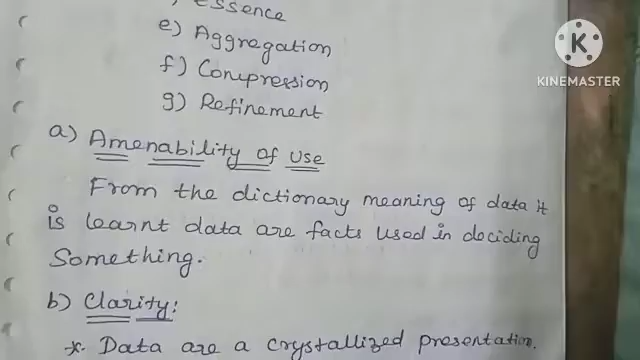 essence
e) Aggregation
f) Compression
g) Refinement
K
KINEMASTER
a) Amenability of use
From the dictionary meaning of data it
is learnt data are facts used in deciding
Something.
b) Clarity:
* Data are a crystallized presentation.